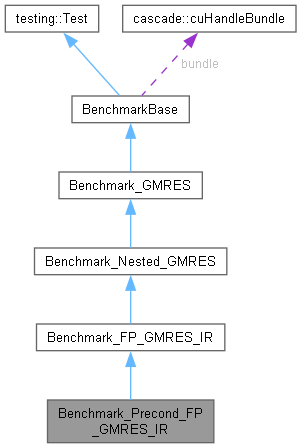 testing::Test
cascade::cuHandleBundle
bundle
BenchmarkBase
Benchmark_GMRES
Benchmark_Nested_GMRES
Benchmark_FP_GMRES_IR
Benchmark_Precond_FP
_GMRES_IR